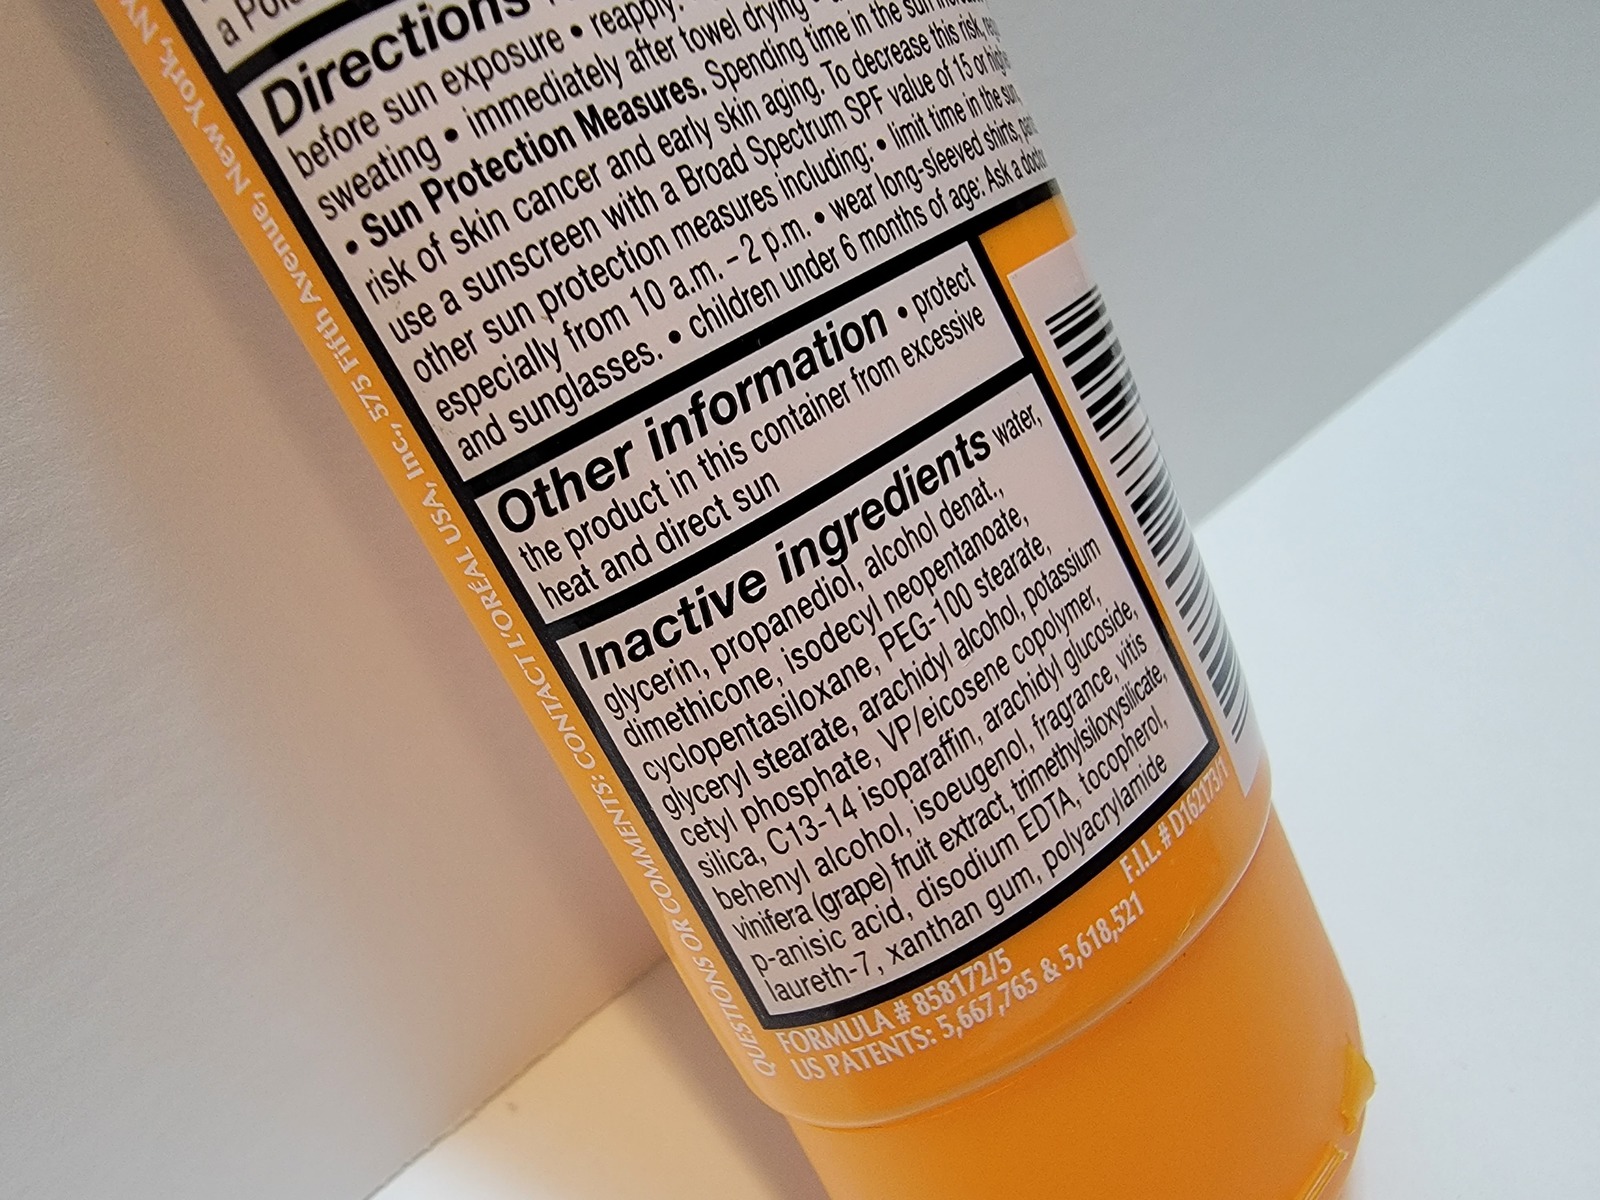 Directions
before sun exposure • reapply:
sweating • immediately after towel drying
• Sun Protection Measures. Spending time in the sun
risk of skin cancer and early skin aging. To decrease this risk,
use a sunscreen with a Broad Spectrum SPF value of 15 or
other sun protection measures including: • limit time in the sun,
especially from 10 a.m. – 2 p.m. • wear long-sleeved shirts,
and sunglasses. • children under 6 months of age: Ask a
Other information • protect
the product in this container from excessive
heat and direct sun
Inactive ingredients water,
glycerin, propanediol, alcohol denat.,
dimethicone, isodecyl neopentanoate,
cyclopentasiloxane, PEG-100 stearate,
glyceryl stearate, arachidyl alcohol, potassium
cetyl phosphate, VP/eicosene copolymer,
silica, C13-14 isoparaffin, arachidyl glucoside,
behenyl alcohol, isoeugenol, fragrance, vitis
vinifera (grape) fruit extract, trimethylsiloxysilicate,
p-anisic acid, disodium EDTA, tocopherol,
laureth-7, xanthan gum, polyacrylamide
FORMULA # 858172/5
F.I.L. # D162173/1
US PATENTS: 5,667,765 & 5,618,521
QUESTIONS OR COMMENTS: CONTACT L'ORÉAL USA, Inc., 575 Fifth Avenue, New York, NY